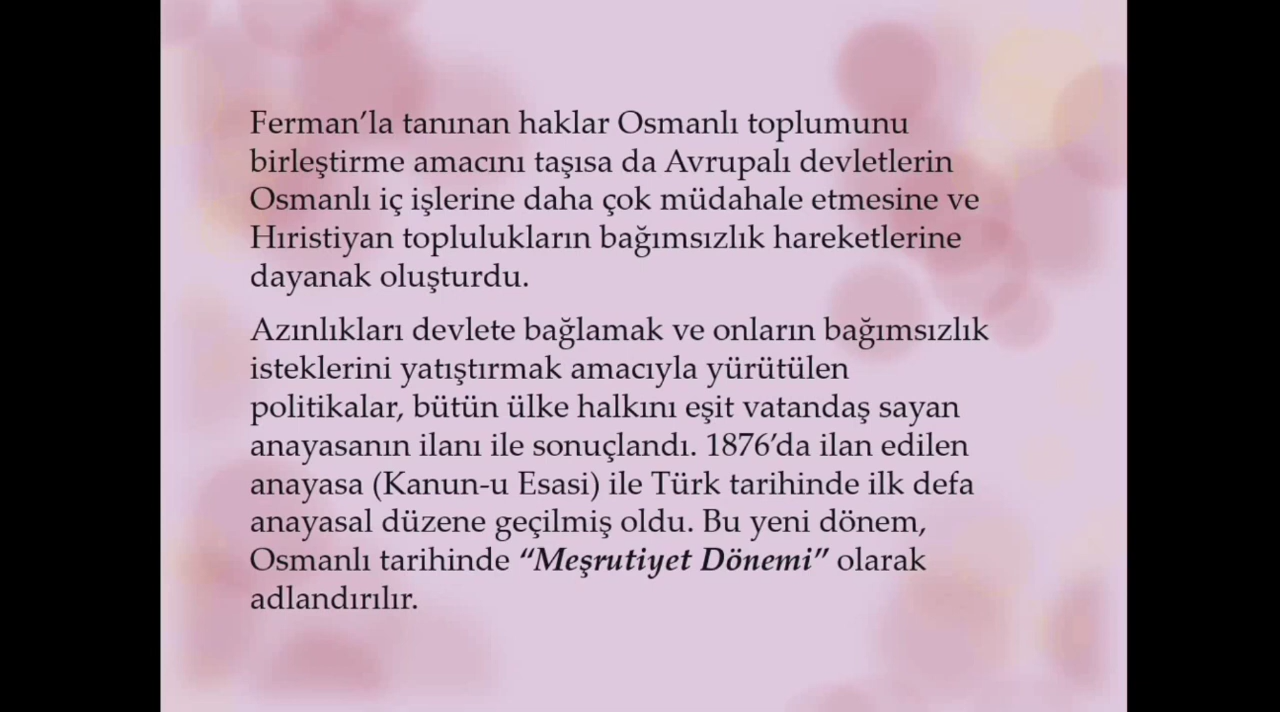 Ferman’la tanınan haklar Osmanlı toplumunu
birleştirme amacını taşısa da Avrupalı devletlerin
Osmanlı iç işlerine daha çok müdahale etmesine ve
Hıristiyan toplulukların bağımsızlık hareketlerine
dayanak oluşturdu.
Azınlıkları devlete bağlamak ve onların bağımsızlık
isteklerini yatıştırmak amacıyla yürütülen
politikalar, bütün ülke halkını eşit vatandaş sayan
anayasanın ilanı ile sonuçlandı. 1876’da ilan edilen
anayasa (Kanun-u Esasi) ile Türk tarihinde ilk defa
anayasal düzene geçilmiş oldu. Bu yeni dönem,
Osmanlı tarihinde “Meşrutiyet Dönemi” olarak
adlandırılır.